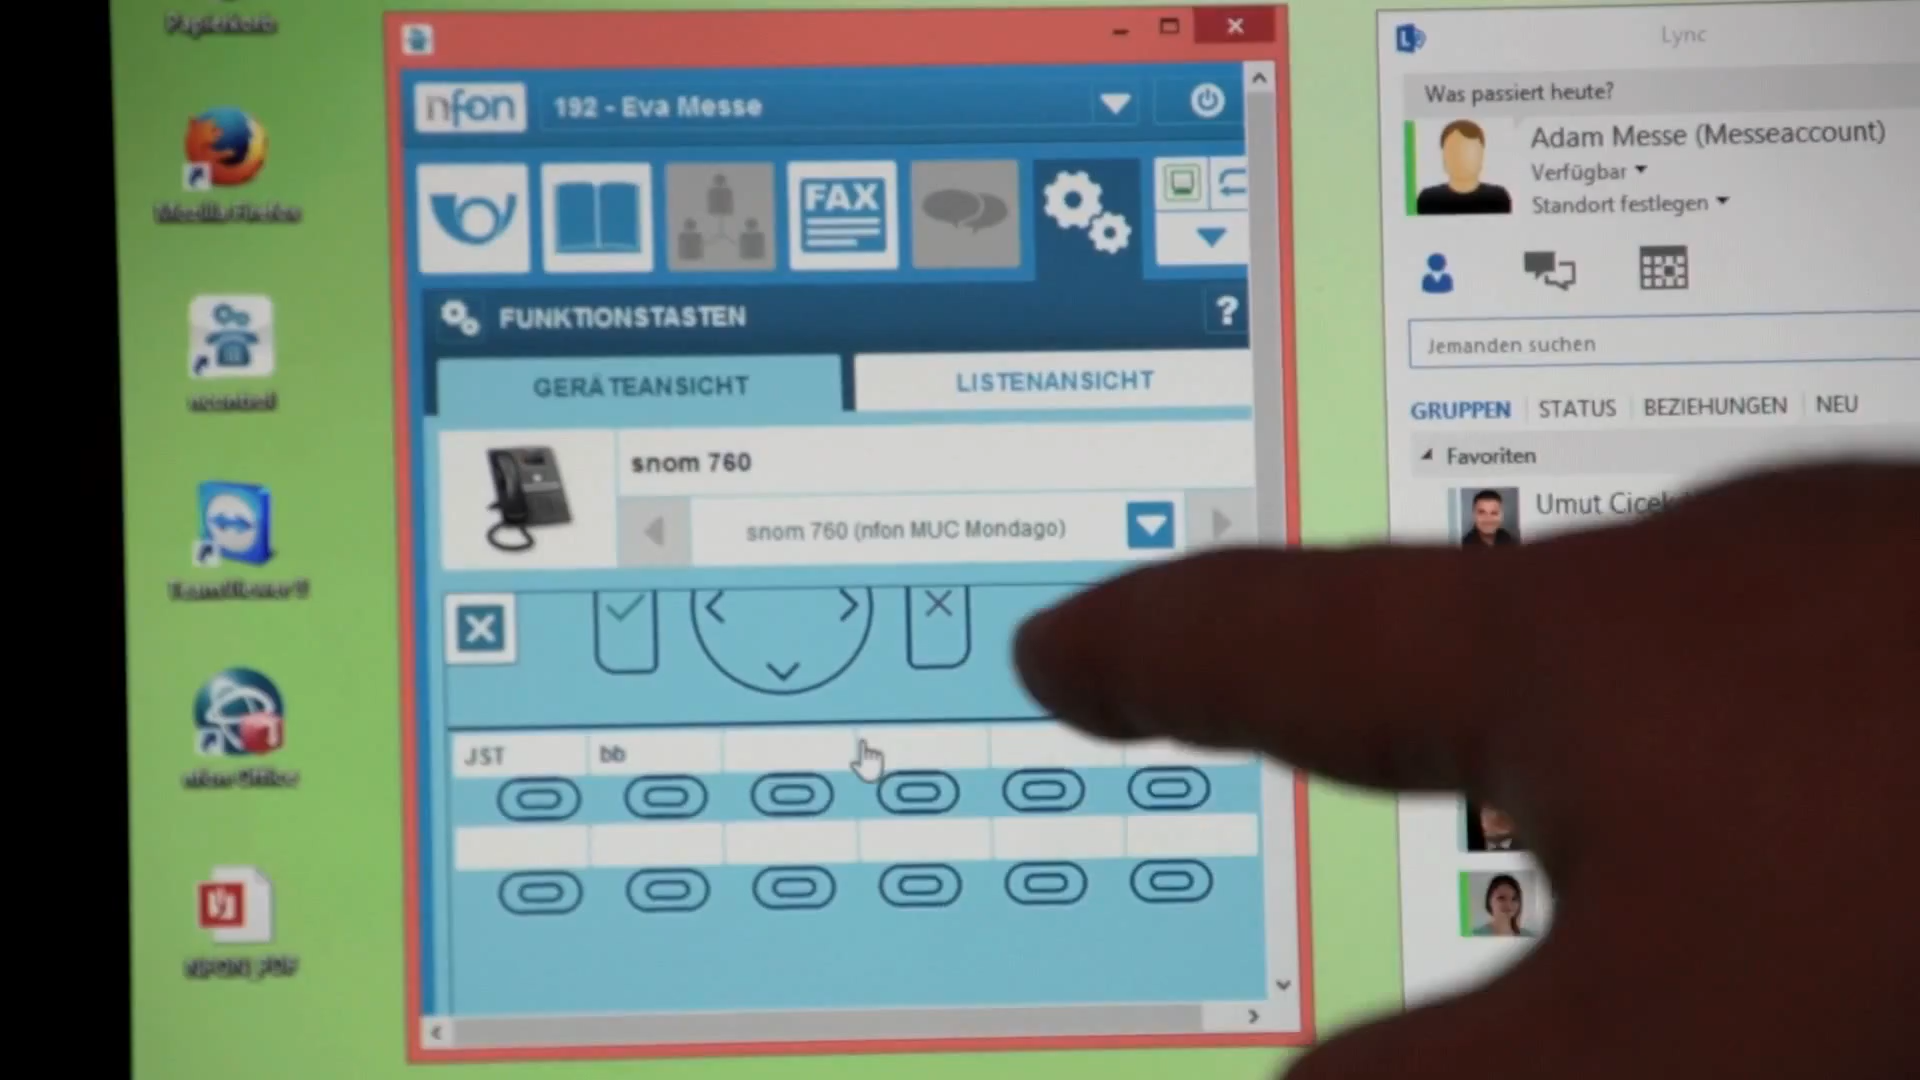 Papierkorb
nfon
192 - Eva Messe
FAX
FUNKTIONSTASTEN
?
GERÄTEANSICHT
LISTENANSICHT
snom 760
snom 760 (nfon MUC Mondago)
JST
bb
Lync
Was passiert heute?
Adam Messe (Messeaccount)
Verfügbar
Standort festlegen
Jemanden suchen
GRUPPEN
STATUS
BEZIEHUNGEN
NEU
Favoriten
Umut